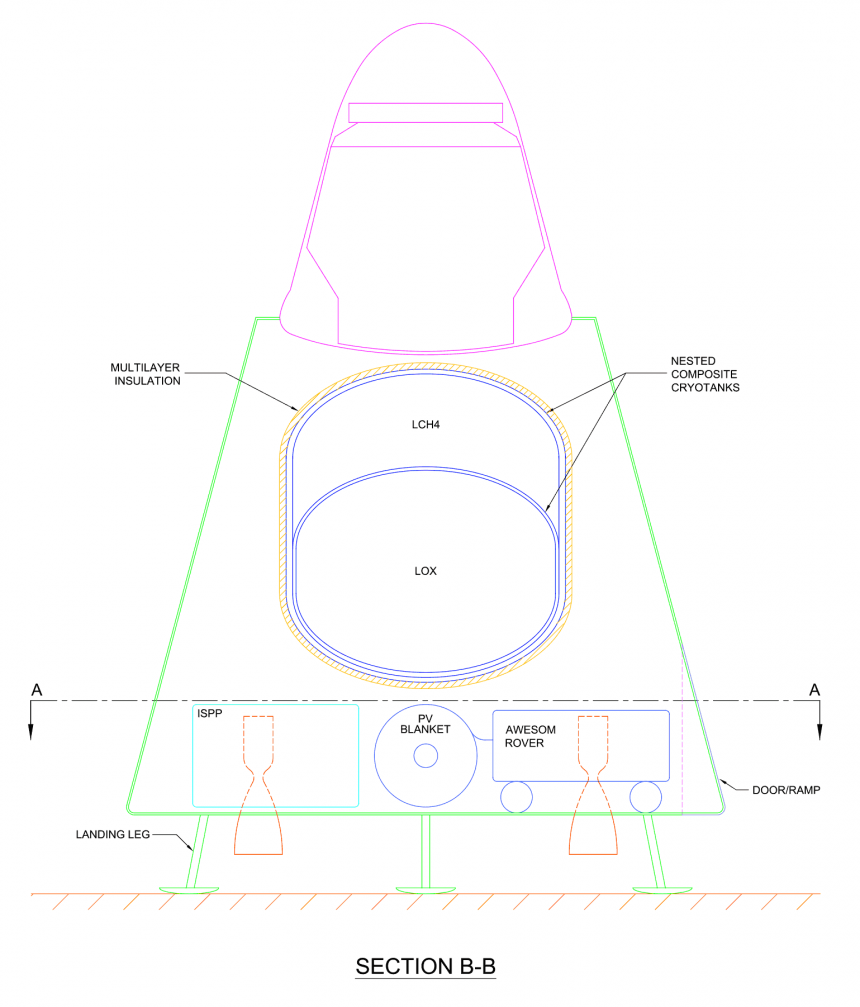 MULTILAYER
INSULATION
NESTED
COMPOSITE
CRYOTANKS
LCH4
LOX
A
A
ISPP
PV
BLANKET
AWESOM
ROVER
DOOR/RAMP
LANDING LEG
SECTION B-B